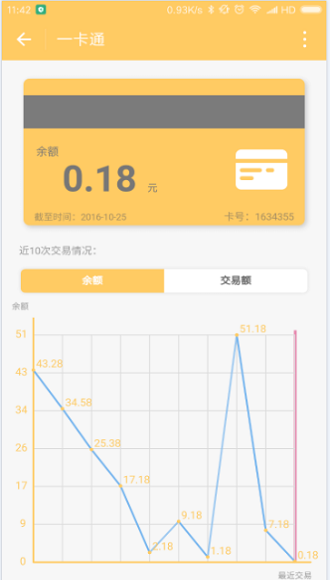 11:42 0.93K/s HD
一卡通
余额
0.18 元
截至时间：2016-10-25 卡号：1634355
近10次交易情况：
余额 交易额
余额
51 51.18
43 43.28
34 34.58
26 25.38
17 17.18
9 9.18
2.18 1.18 7.18
0 0.18
最近交易